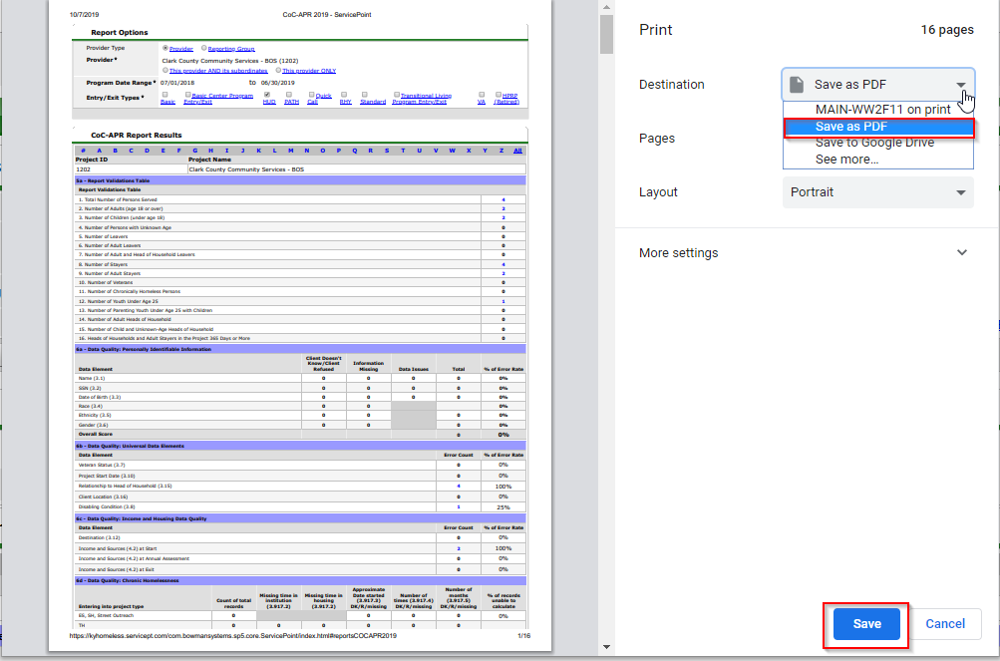 10/7/2019 CoC-APR 2019 - ServicePoint
Report Options
Provider Type Provider Reporting Group
Provider* Clark County Community Services - BOS (1202)
This provider AND its subordinates This provider ONLY
Program Date Range* 07/01/2018 to 06/30/2019
Entry/Exit Types* Basic Basic Center Program Entry/Exit HUD PATH Quick Call RHY Standard Transitional Living Program Entry/Exit VA HPRP (Retired)
CoC-APR Report Results
# A B C D E F G H I J K L M N O P Q R S T U V W X Y Z All
Project ID Project Name
1202 Clark County Community Services - BOS
5a - Report Validations Table
Report Validations Table
1. Total Number of Persons Served 4
2. Number of Adults (age 18 or over) 2
3. Number of Children (under age 18) 2
4. Number of Persons with Unknown Age 0
5. Number of Leavers 0
6. Number of Adult Leavers 0
7. Number of Adult and Head of Household Leavers 0
8. Number of Stayers 4
9. Number of Adult Stayers 2
10. Number of Veterans 0
11. Number of Chronically Homeless Persons 0
12. Number of Youth Under Age 25 1
13. Number of Parenting Youth Under Age 25 with Children 0
14. Number of Adult Heads of Household 0
15. Number of Child and Unknown-Age Heads of Household 0
16. Heads of Households and Adult Stayers in the Project 365 Days or More 0
6a - Data Quality: Personally Identifiable Information
Data Element Client Doesn't Know/Client Refused Information Missing Data Issues Total % of Error Rate
Name (3.1) 0 0 0 0 0%
SSN (3.2) 0 0 0 0 0%
Date of Birth (3.3) 0 0 0 0 0%
Race (3.4) 0 0 0%
Ethnicity (3.5) 0 0 0 0%
Gender (3.6) 0 0 0 0%
Overall Score 0 0%
6b - Data Quality: Universal Data Elements
Data Element Error Count % of Error Rate
Veteran Status (3.7) 0 0%
Project Start Date (3.10) 0 0%
Relationship to Head of Household (3.15) 4 100%
Client Location (3.16) 0 0%
Disabling Condition (3.8) 1 25%
6c - Data Quality: Income and Housing Data Quality
Data Element Error Count % of Error Rate
Destination (3.12) 0 0%
Income and Sources (4.2) at Start 2 100%
Income and Sources (4.2) at Annual Assessment 0 0%
Income and Sources (4.2) at Exit 0 0%
6d - Data Quality: Chronic Homelessness
Entering into project type Count of total records Missing time in institution (3.917.2) Missing time in housing (3.917.2) Approximate Date started (3.917.3) DK/R/missing Number of times (3.917.4) DK/R/missing Number of months (3.917.5) DK/R/missing % of records unable to calculate
ES, SH, Street Outreach 0 0 0 0 0%
TH 0 0 0 0 0 0 0%
https://kyhomeless.servicept.com/com.bowmansystems.sp5.core.ServicePoint/index.html#reportsCOCAPR2019 1/16
Print 16 pages
Destination Save as PDF
MAIN-WW2F11 on print
Save as PDF
Save to Google Drive
See more...
Pages
Layout Portrait
More settings
Save Cancel